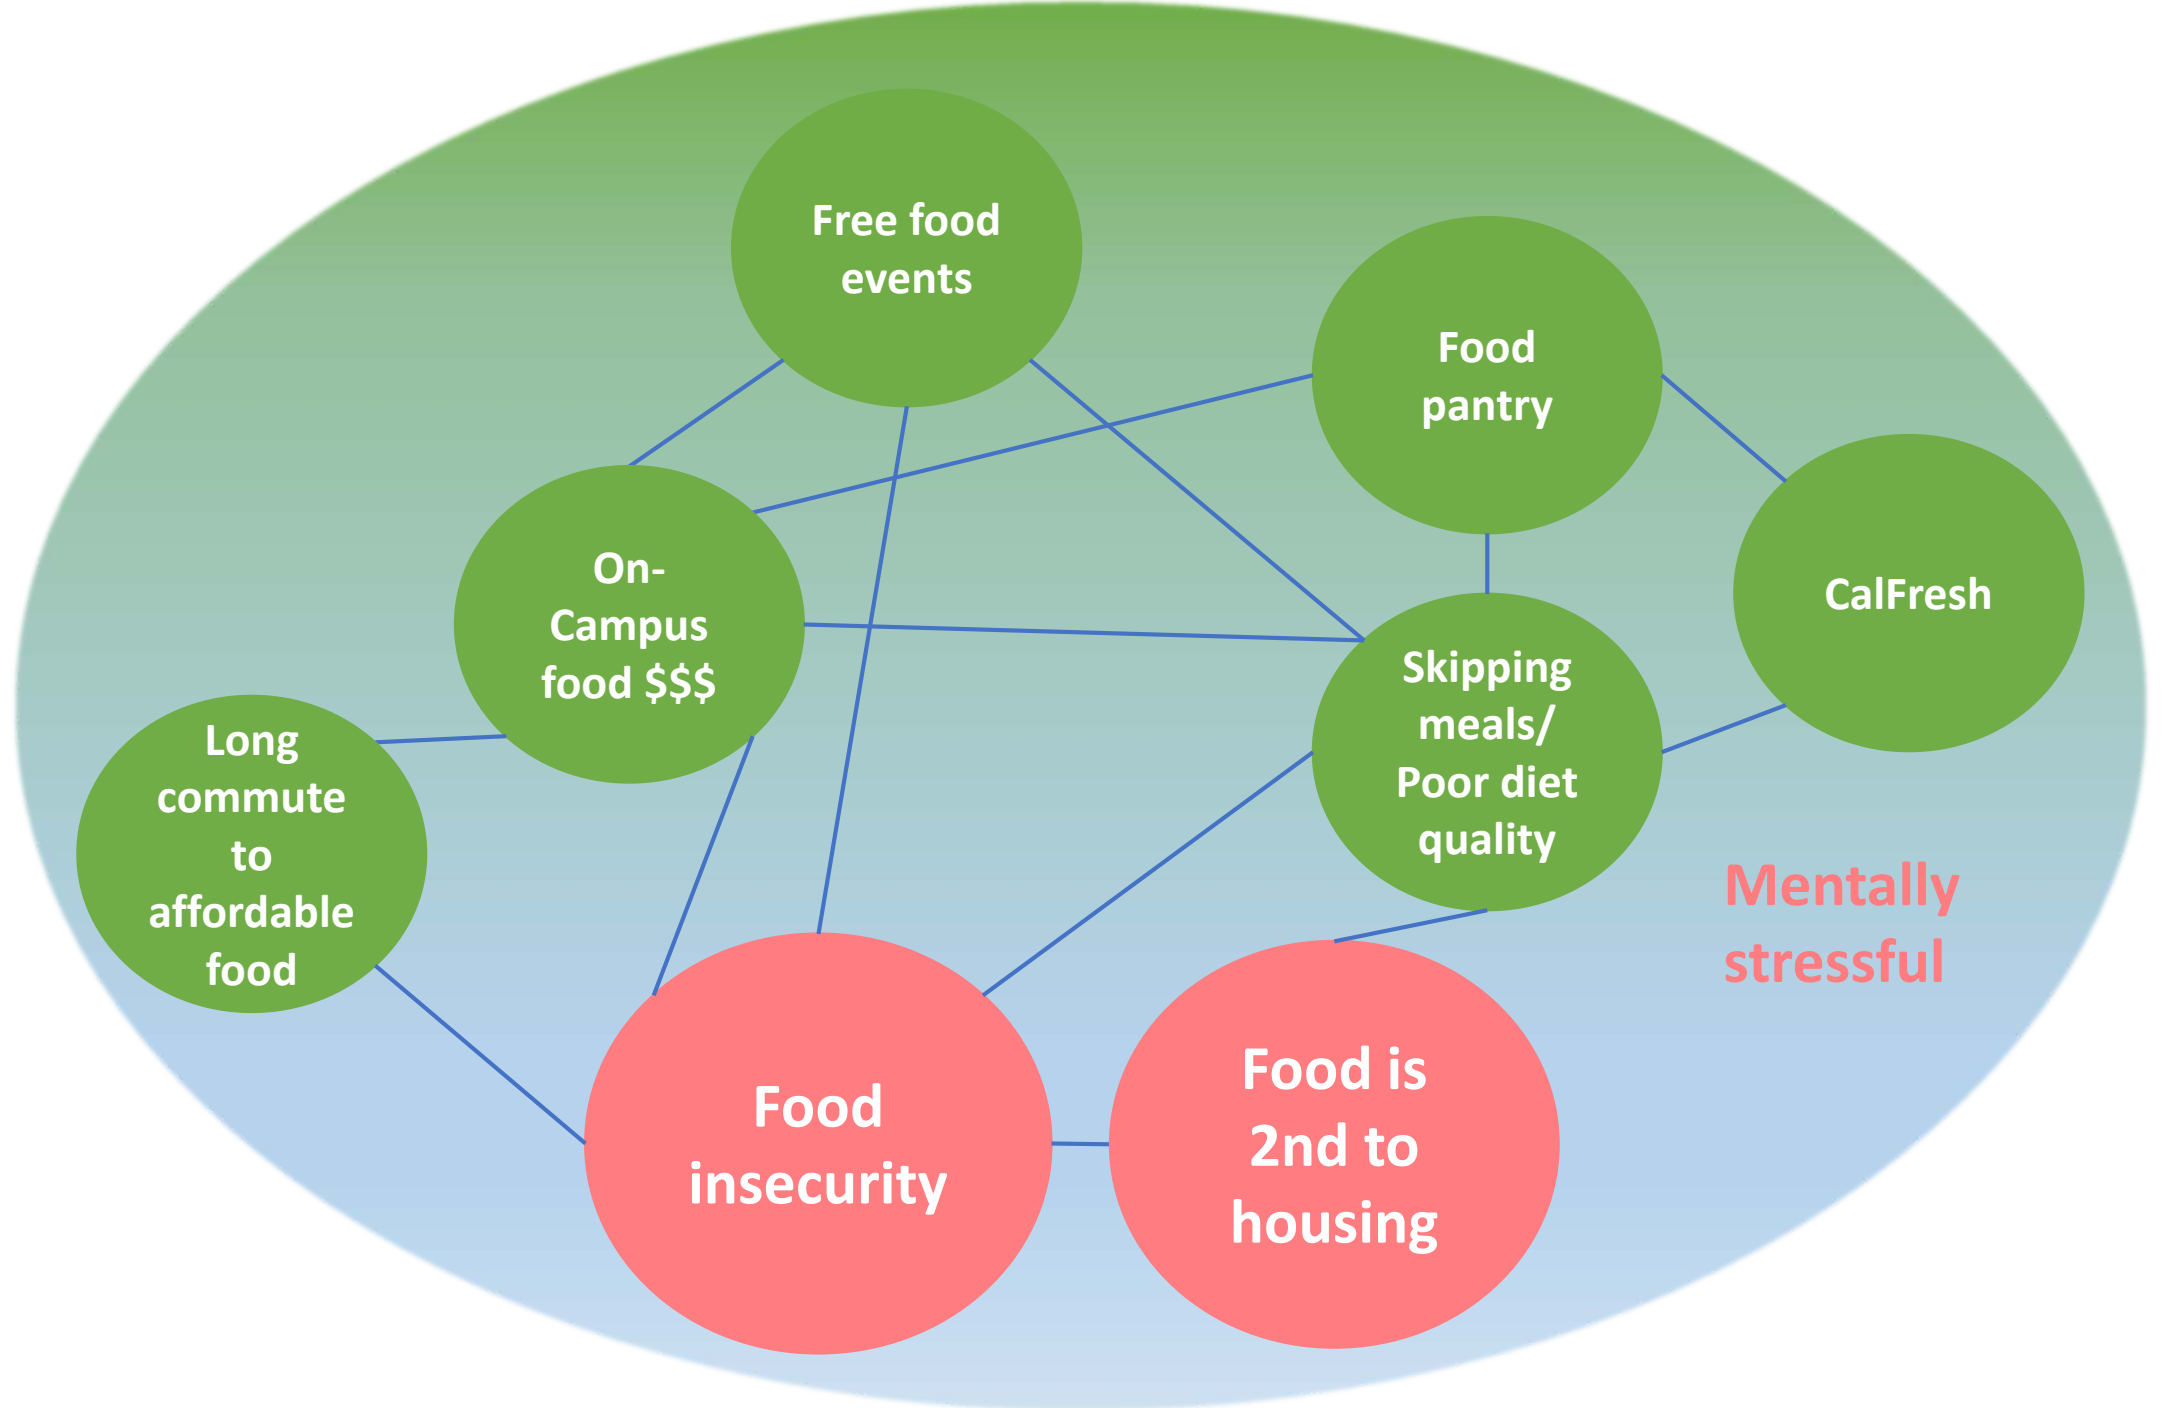 Free food
events
Food
pantry
On-
Campus
food $$$
CalFresh
Skipping
meals/
Poor diet
quality
Long
commute
to
affordable
food
Mentally
stressful
Food
insecurity
Food is
2nd to
housing